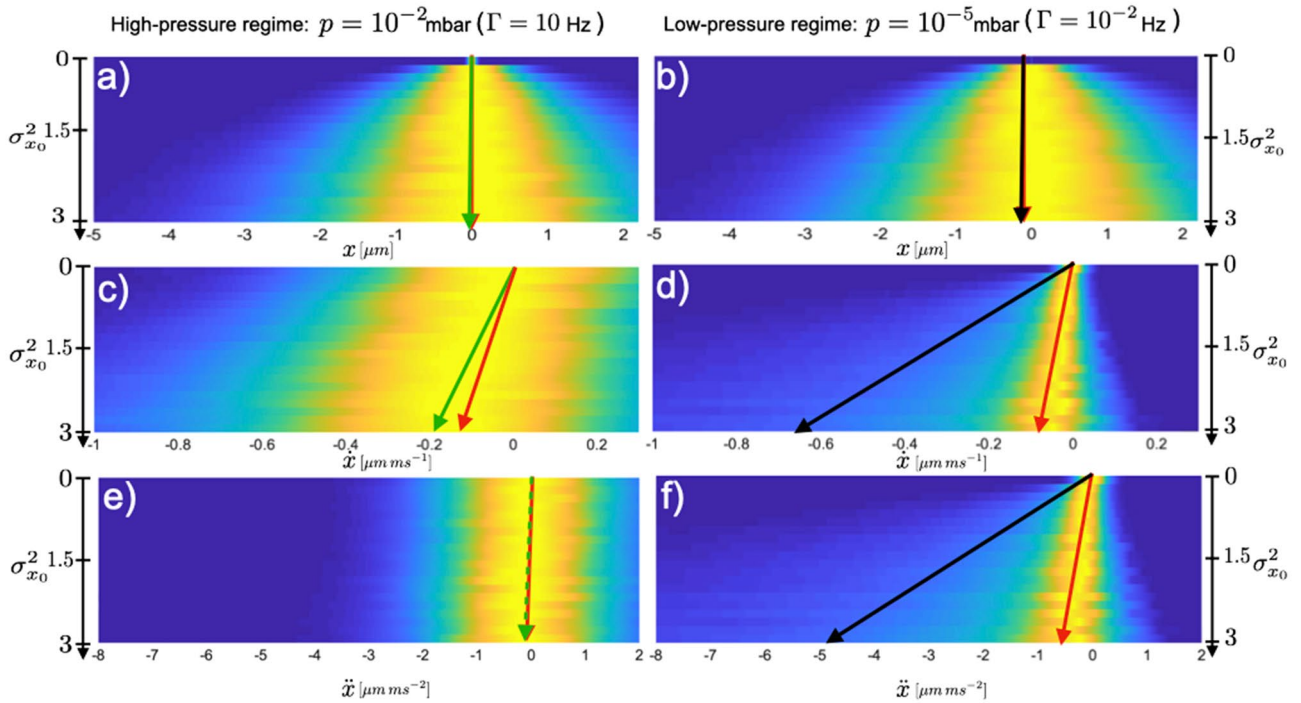 High-pressure regime: p = 10⁻² mbar ( Γ = 10 Hz )
Low-pressure regime: p = 10⁻⁵ mbar ( Γ = 10⁻² Hz )
a)
0
σ²ₓ₀ 1.5
3
-5 -4 -3 -2 -1 0 1 2
x [μm]
b)
0
1.5 σ²ₓ₀
3
-5 -4 -3 -2 -1 0 1 2
x [μm]
c)
0
σ²ₓ₀ 1.5
3
-1 -0.8 -0.6 -0.4 -0.2 0 0.2
ẋ [μm ms⁻¹]
d)
0
1.5 σ²ₓ₀
3
-1 -0.8 -0.6 -0.4 -0.2 0 0.2
ẋ [μm ms⁻¹]
e)
0
σ²ₓ₀ 1.5
3
-8 -7 -6 -5 -4 -3 -2 -1 0 1 2
ẍ [μm ms⁻²]
f)
0
1.5 σ²ₓ₀
3
-8 -7 -6 -5 -4 -3 -2 -1 0 1 2
ẍ [μm ms⁻²]